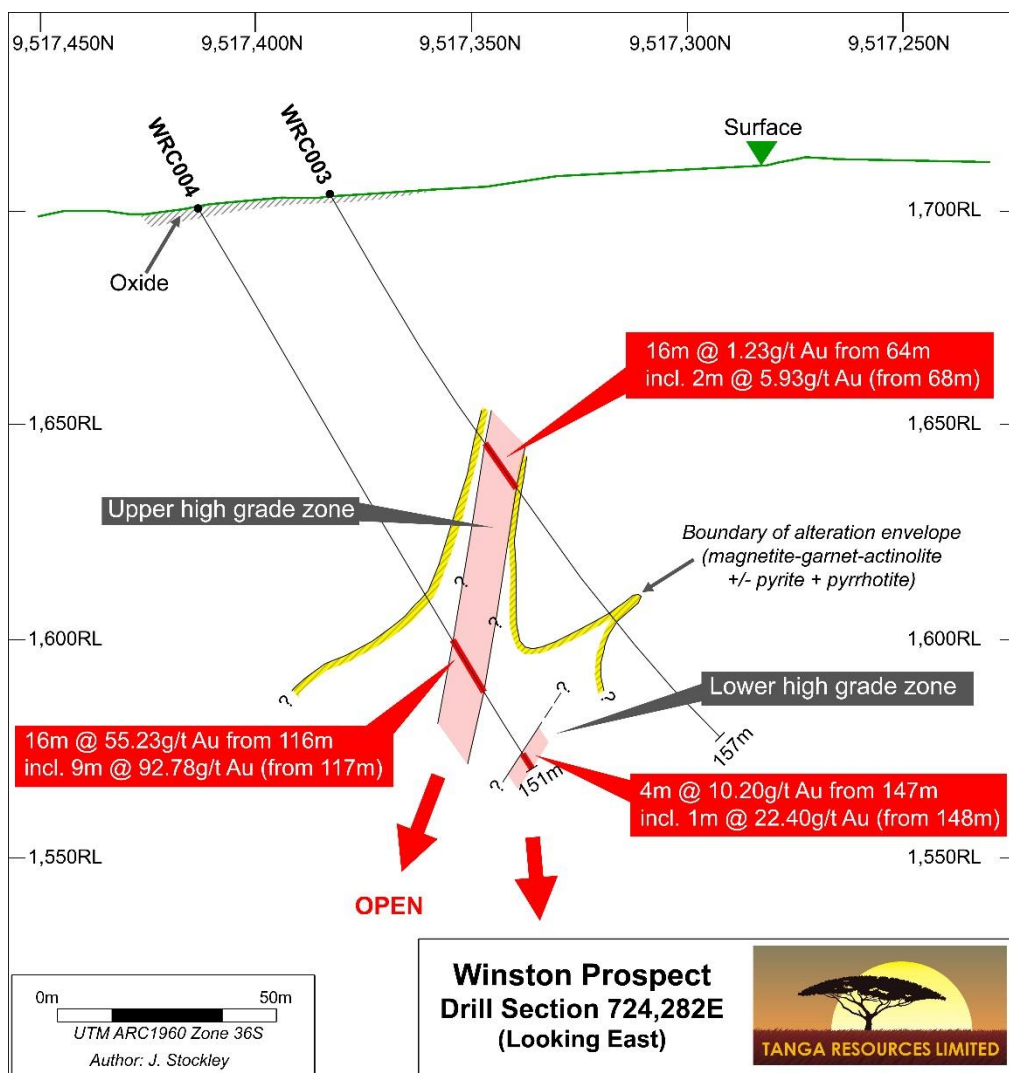 9,517,450N 9,517,400N 9,517,350N 9,517,300N 9,517,250N
WRC004
WRC003
Surface
1,700RL
Oxide
16m @ 1.23g/t Au from 64m
incl. 2m @ 5.93g/t Au (from 68m)
1,650RL 1,650RL
Upper high grade zone
Boundary of alteration envelope
(magnetite-garnet-actinolite
+/- pyrite + pyrrhotite)
?
?
1,600RL 1,600RL
?
?
?
Lower high grade zone
16m @ 55.23g/t Au from 116m
incl. 9m @ 92.78g/t Au (from 117m)
157m
?
151m
4m @ 10.20g/t Au from 147m
incl. 1m @ 22.40g/t Au (from 148m)
1,550RL 1,550RL
OPEN
0m 50m
UTM ARC1960 Zone 36S
Author: J. Stockley
Winston Prospect
Drill Section 724,282E
(Looking East)
TANGA RESOURCES LIMITED